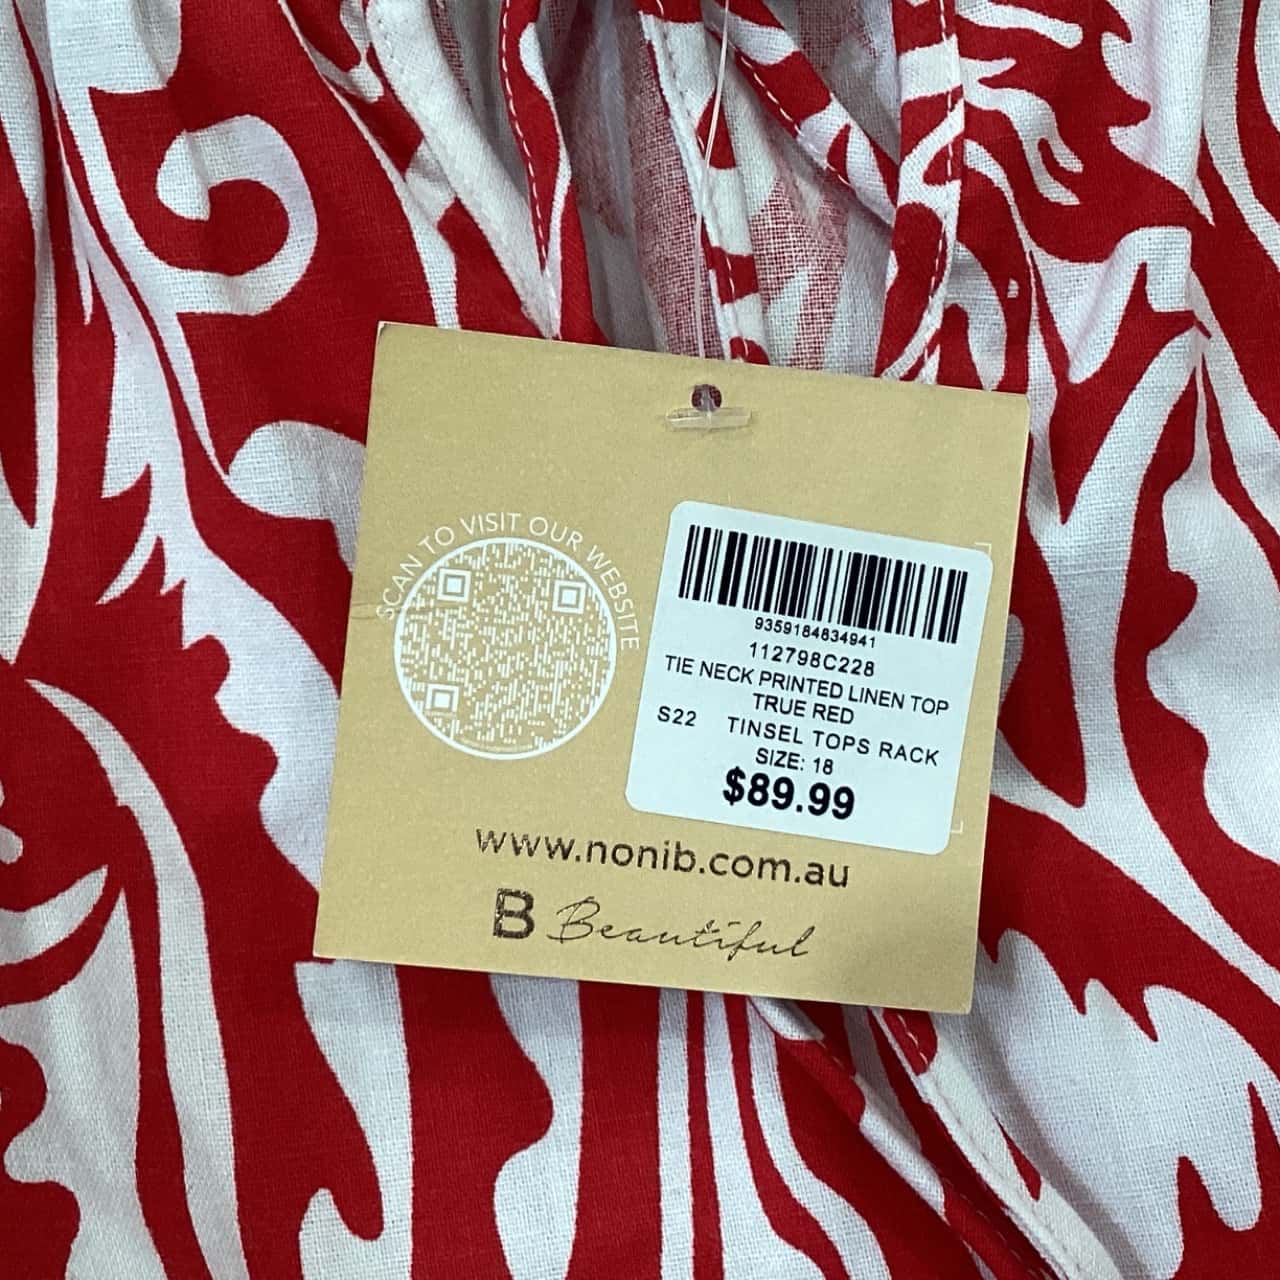 SCAN TO VISIT OUR WEBSITE
9359184834941
112798C228
TIE NECK PRINTED LINEN TOP
TRUE RED
S22 TINSEL TOPS RACK
SIZE: 18
$89.99
www.nonib.com.au
B Beautiful